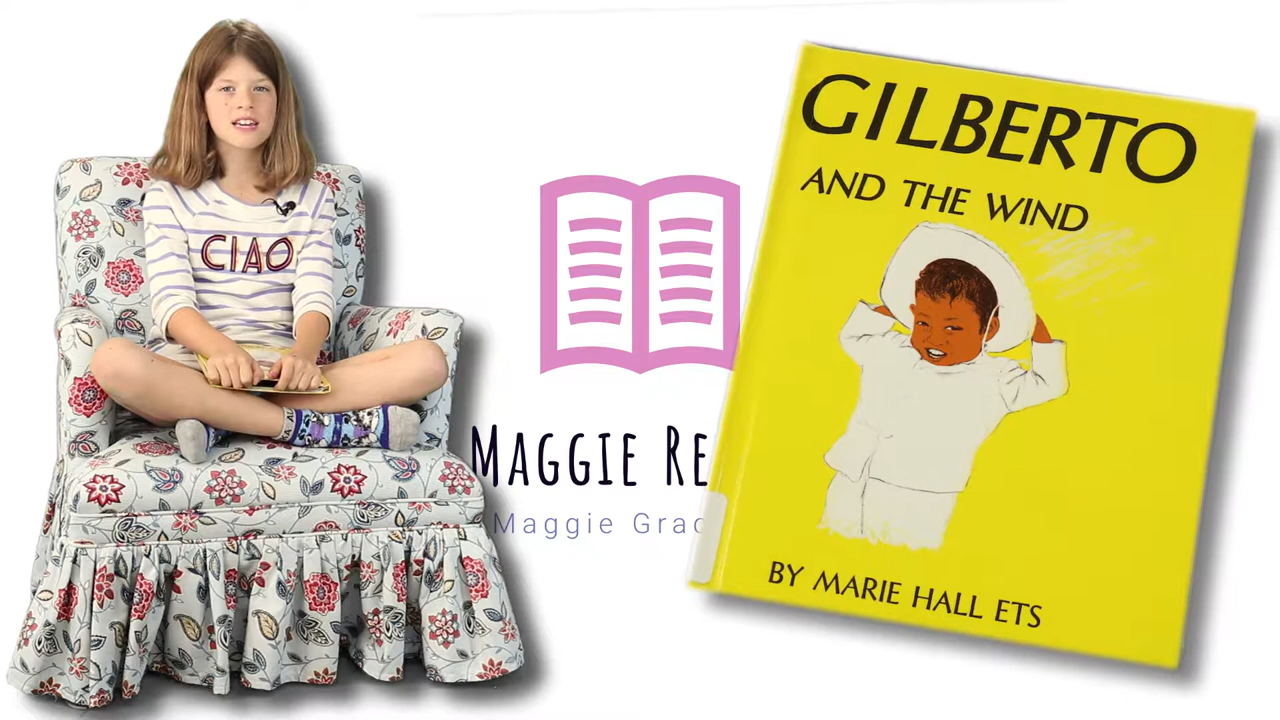 CIAO
MAGGIE RE
Maggie Grac
GILBERTO
AND THE WIND
BY MARIE HALL ETS